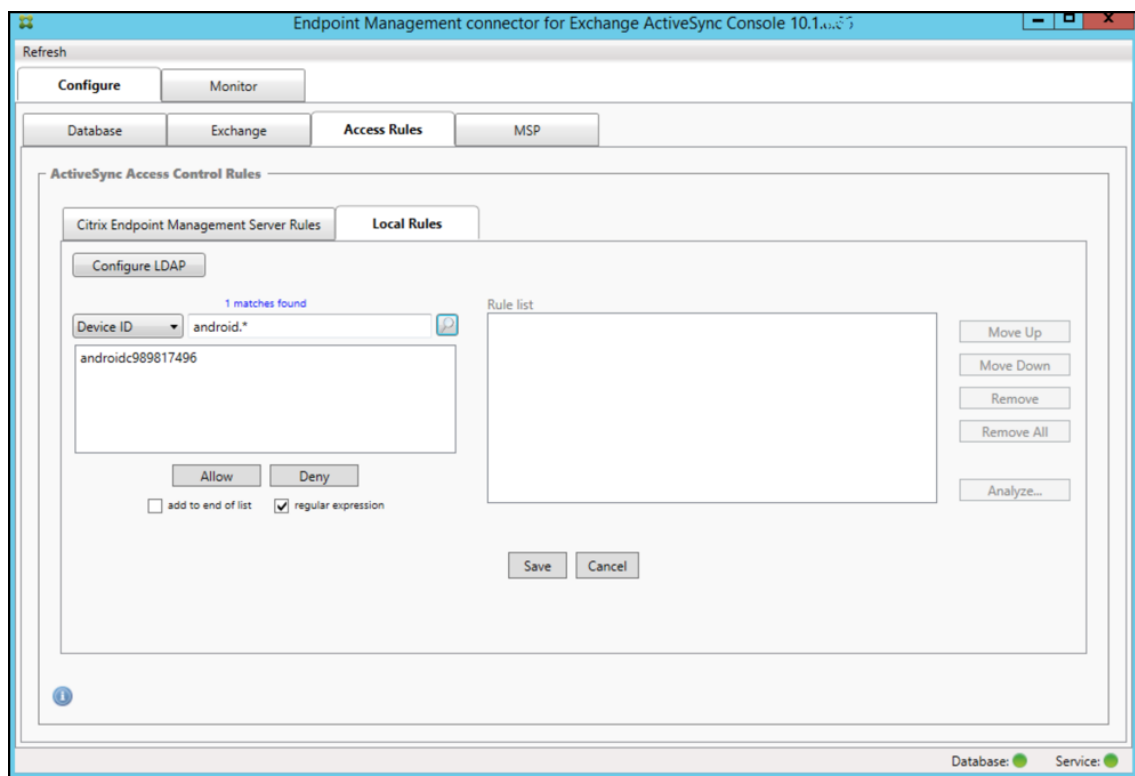 Endpoint Management connector for Exchange ActiveSync Console
Refresh
Configure Monitor
Database Exchange Access Rules MSP
ActiveSync Access Control Rules
Citrix Endpoint Management Server Rules Local Rules
Configure LDAP
1 matches found
Rule list
Device ID android.*
Move Up
androidc989817496
Move Down
Remove
Remove All
Allow Deny
Analyze...
add to end of list regular expression
Save Cancel
Database: Service: